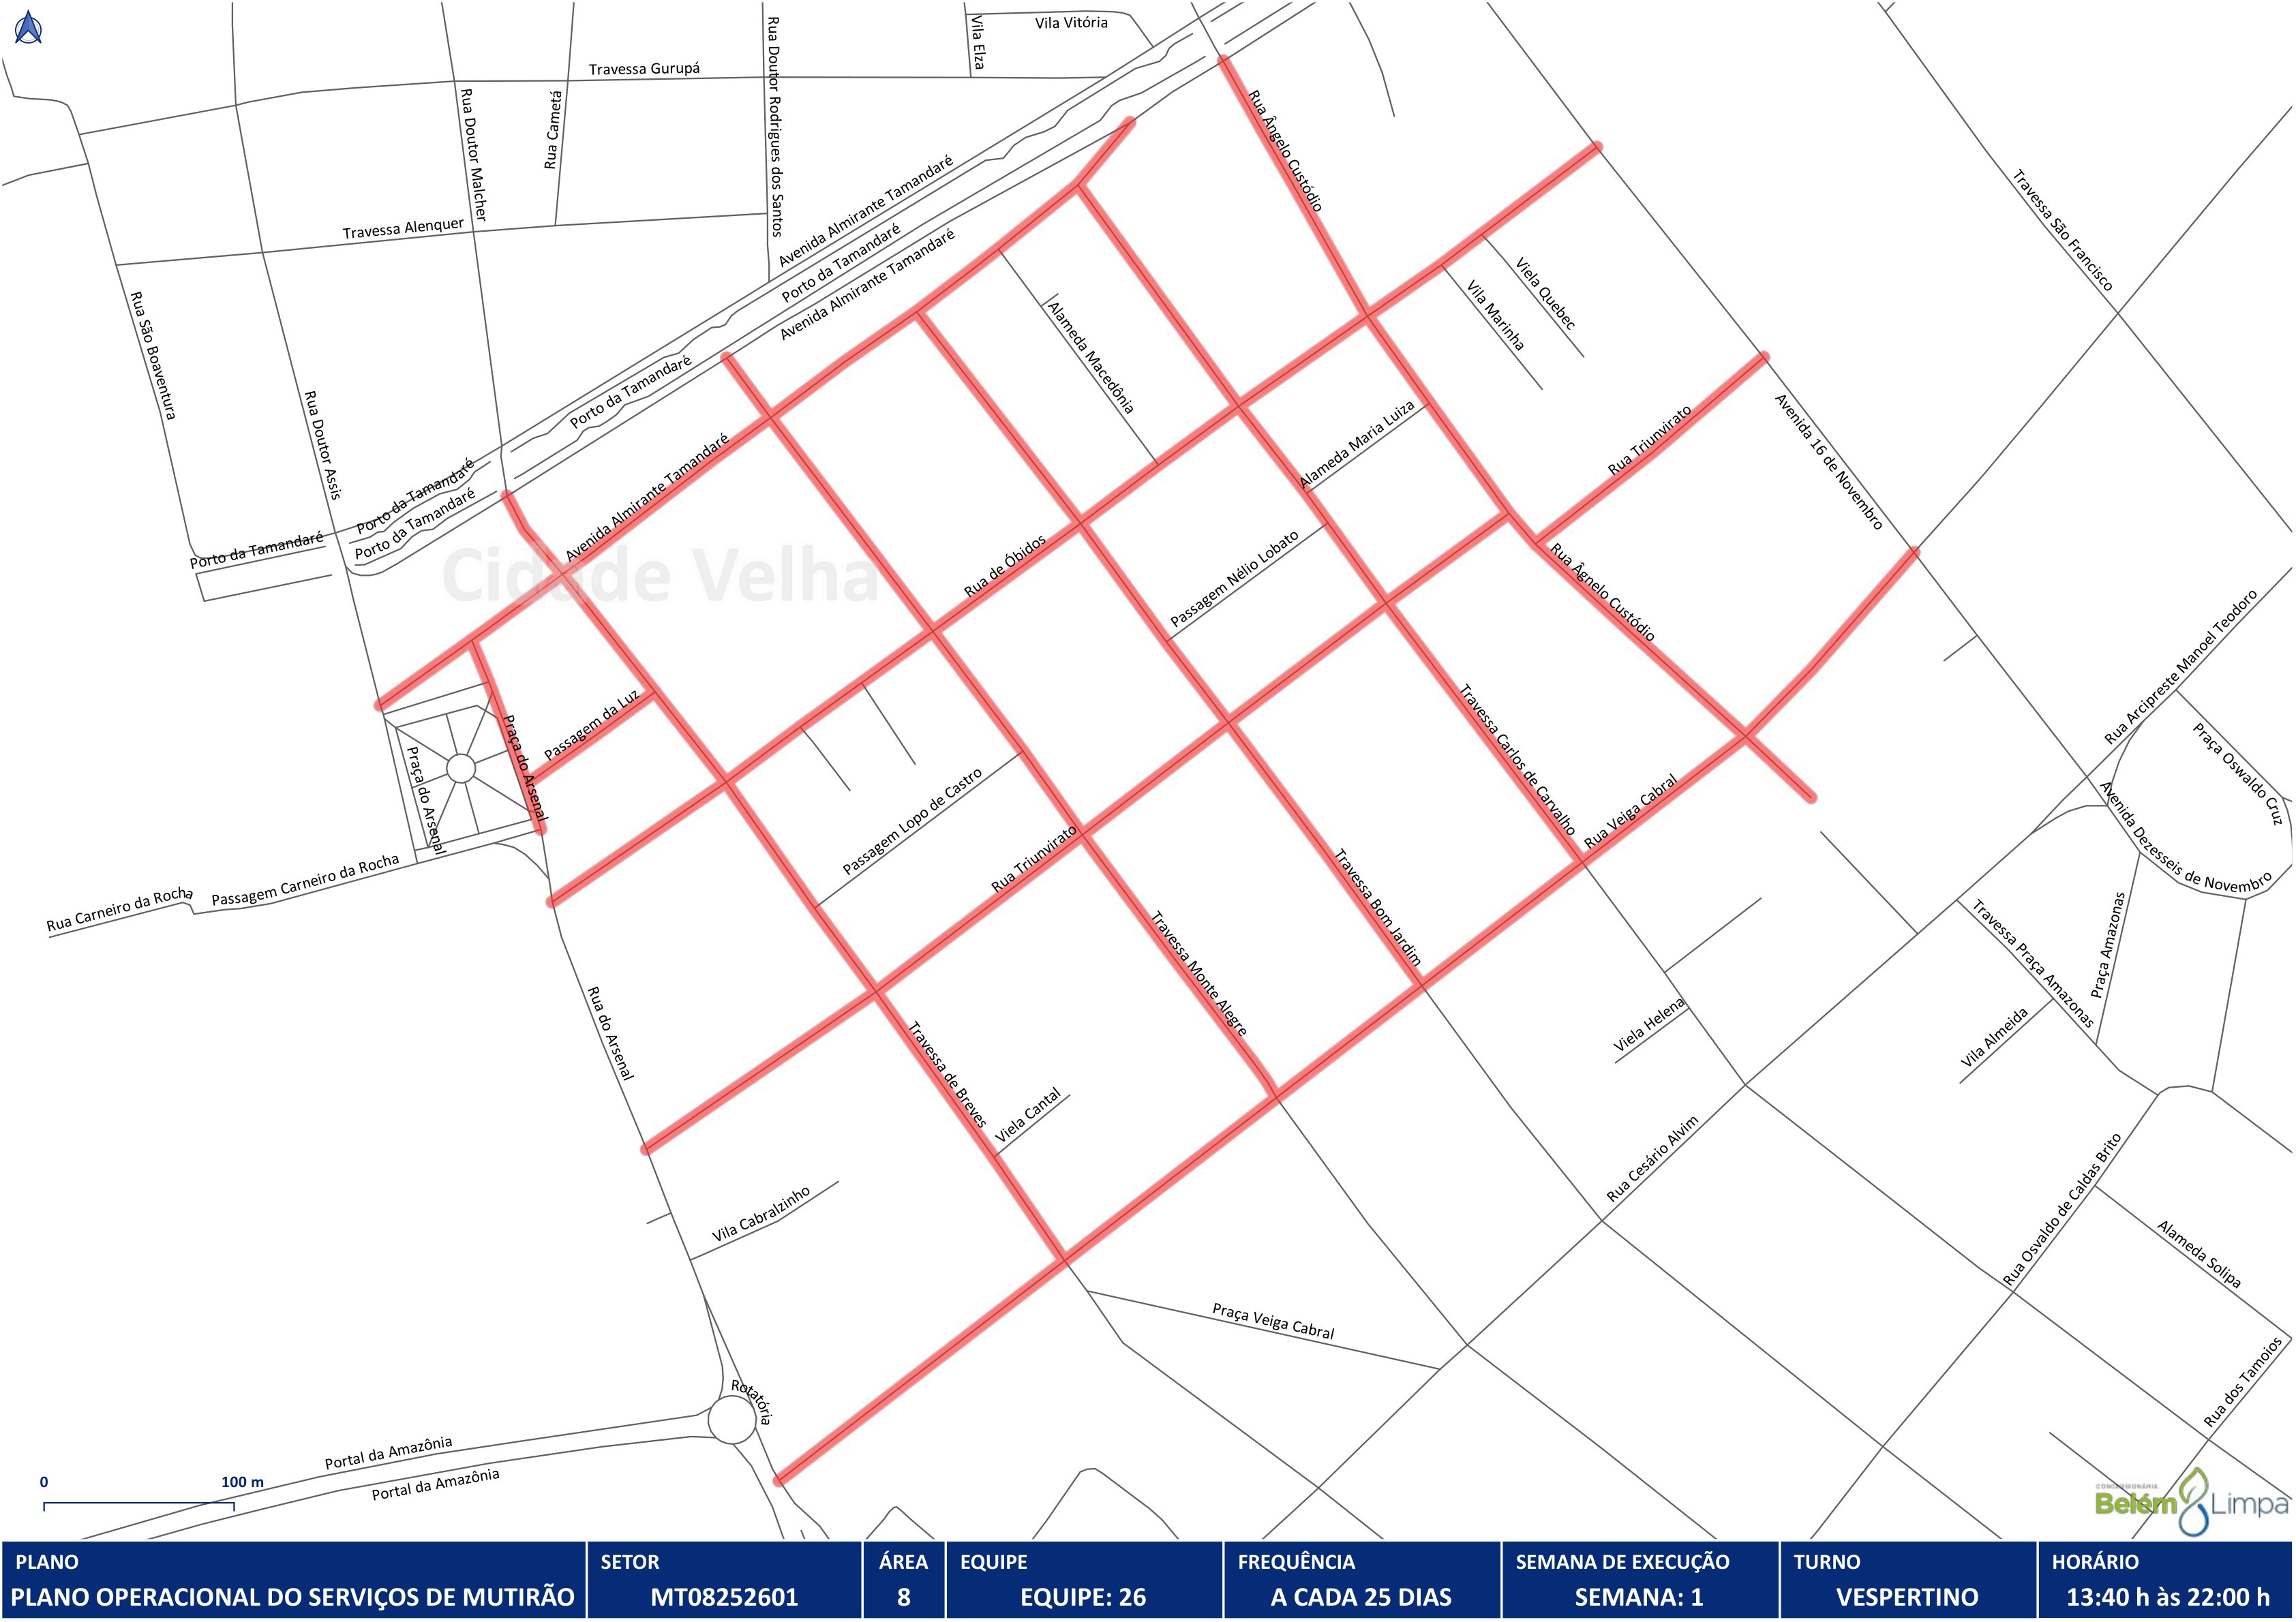 Vila Elza
Vila Vitória
Rua Doutor Rodrigues dos Santos
Travessa Gurupá
Rua Doutor Malcher
Rua Cametá
Rua Ângelo Custódio
Travessa São Francisco
Avenida Almirante Tamandaré
Travessa Alenquer
Porto da Tamandaré
Avenida Almirante Tamandaré
Viela Quebec
Vila Marinha
Rua São Boaventura
Alameda Macedônia
Porto da Tamandaré
Rua Doutor Assis
Alameda Maria Luiza
Rua Triunvirato
Avenida 16 de Novembro
Avenida Almirante Tamandaré
Porto da Tamandaré
Porto da Tamandaré
Porto da Tamandaré
Cidade Velha
Rua de Óbidos
Passagem Nélio Lobato
Rua Âgnelo Custódio
Rua Arcipreste Manoel Teodoro
Passagem da Luz
Praça do Arsenal
Praça do Arsenal
Travessa Carlos de Carvalho
Praça Oswaldo Cruz
Passagem Lopo de Castro
Rua Veiga Cabral
Avenida Dezesseis de Novembro
Rua Triunvirato
Travessa Bom Jardim
Passagem Carneiro da Rocha
Rua Carneiro da Rocha
Travessa Monte Alegre
Travessa Praça Amazonas
Praça Amazonas
Rua do Arsenal
Travessa de Breves
Viela Helena
Vila Almeida
Viela Cantal
Rua Cesário Alvim
Vila Cabralzinho
Rua Osvaldo de Caldas Brito
Alameda Solipa
Praça Veiga Cabral
Rua dos Tamoios
Rotatória
Portal da Amazônia
Portal da Amazônia
0 100 m
CONCESSIONÁRIA
Belém Limpa
PLANO SETOR ÁREA EQUIPE FREQUÊNCIA SEMANA DE EXECUÇÃO TURNO HORÁRIO
PLANO OPERACIONAL DO SERVIÇOS DE MUTIRÃO MT08252601 8 EQUIPE: 26 A CADA 25 DIAS SEMANA: 1 VESPERTINO 13:40 h às 22:00 h